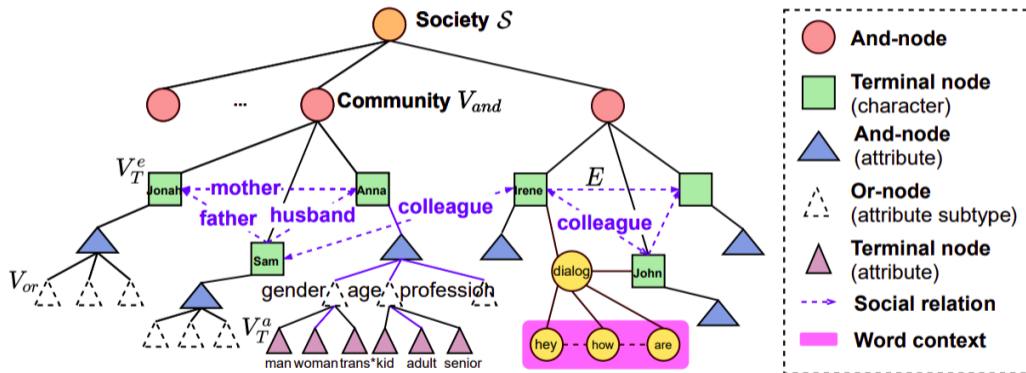 Society S
... Community V_and
V_T^e
Jonah
mother
Anna
father
husband
colleague
Irene
E
colleague
Sam
John
dialog
V_or
gender age profession
V_T^a
man woman trans* kid adult senior
hey how are
And-node
Terminal node
(character)
And-node
(attribute)
Or-node
(attribute subtype)
Terminal node
(attribute)
Social relation
Word context